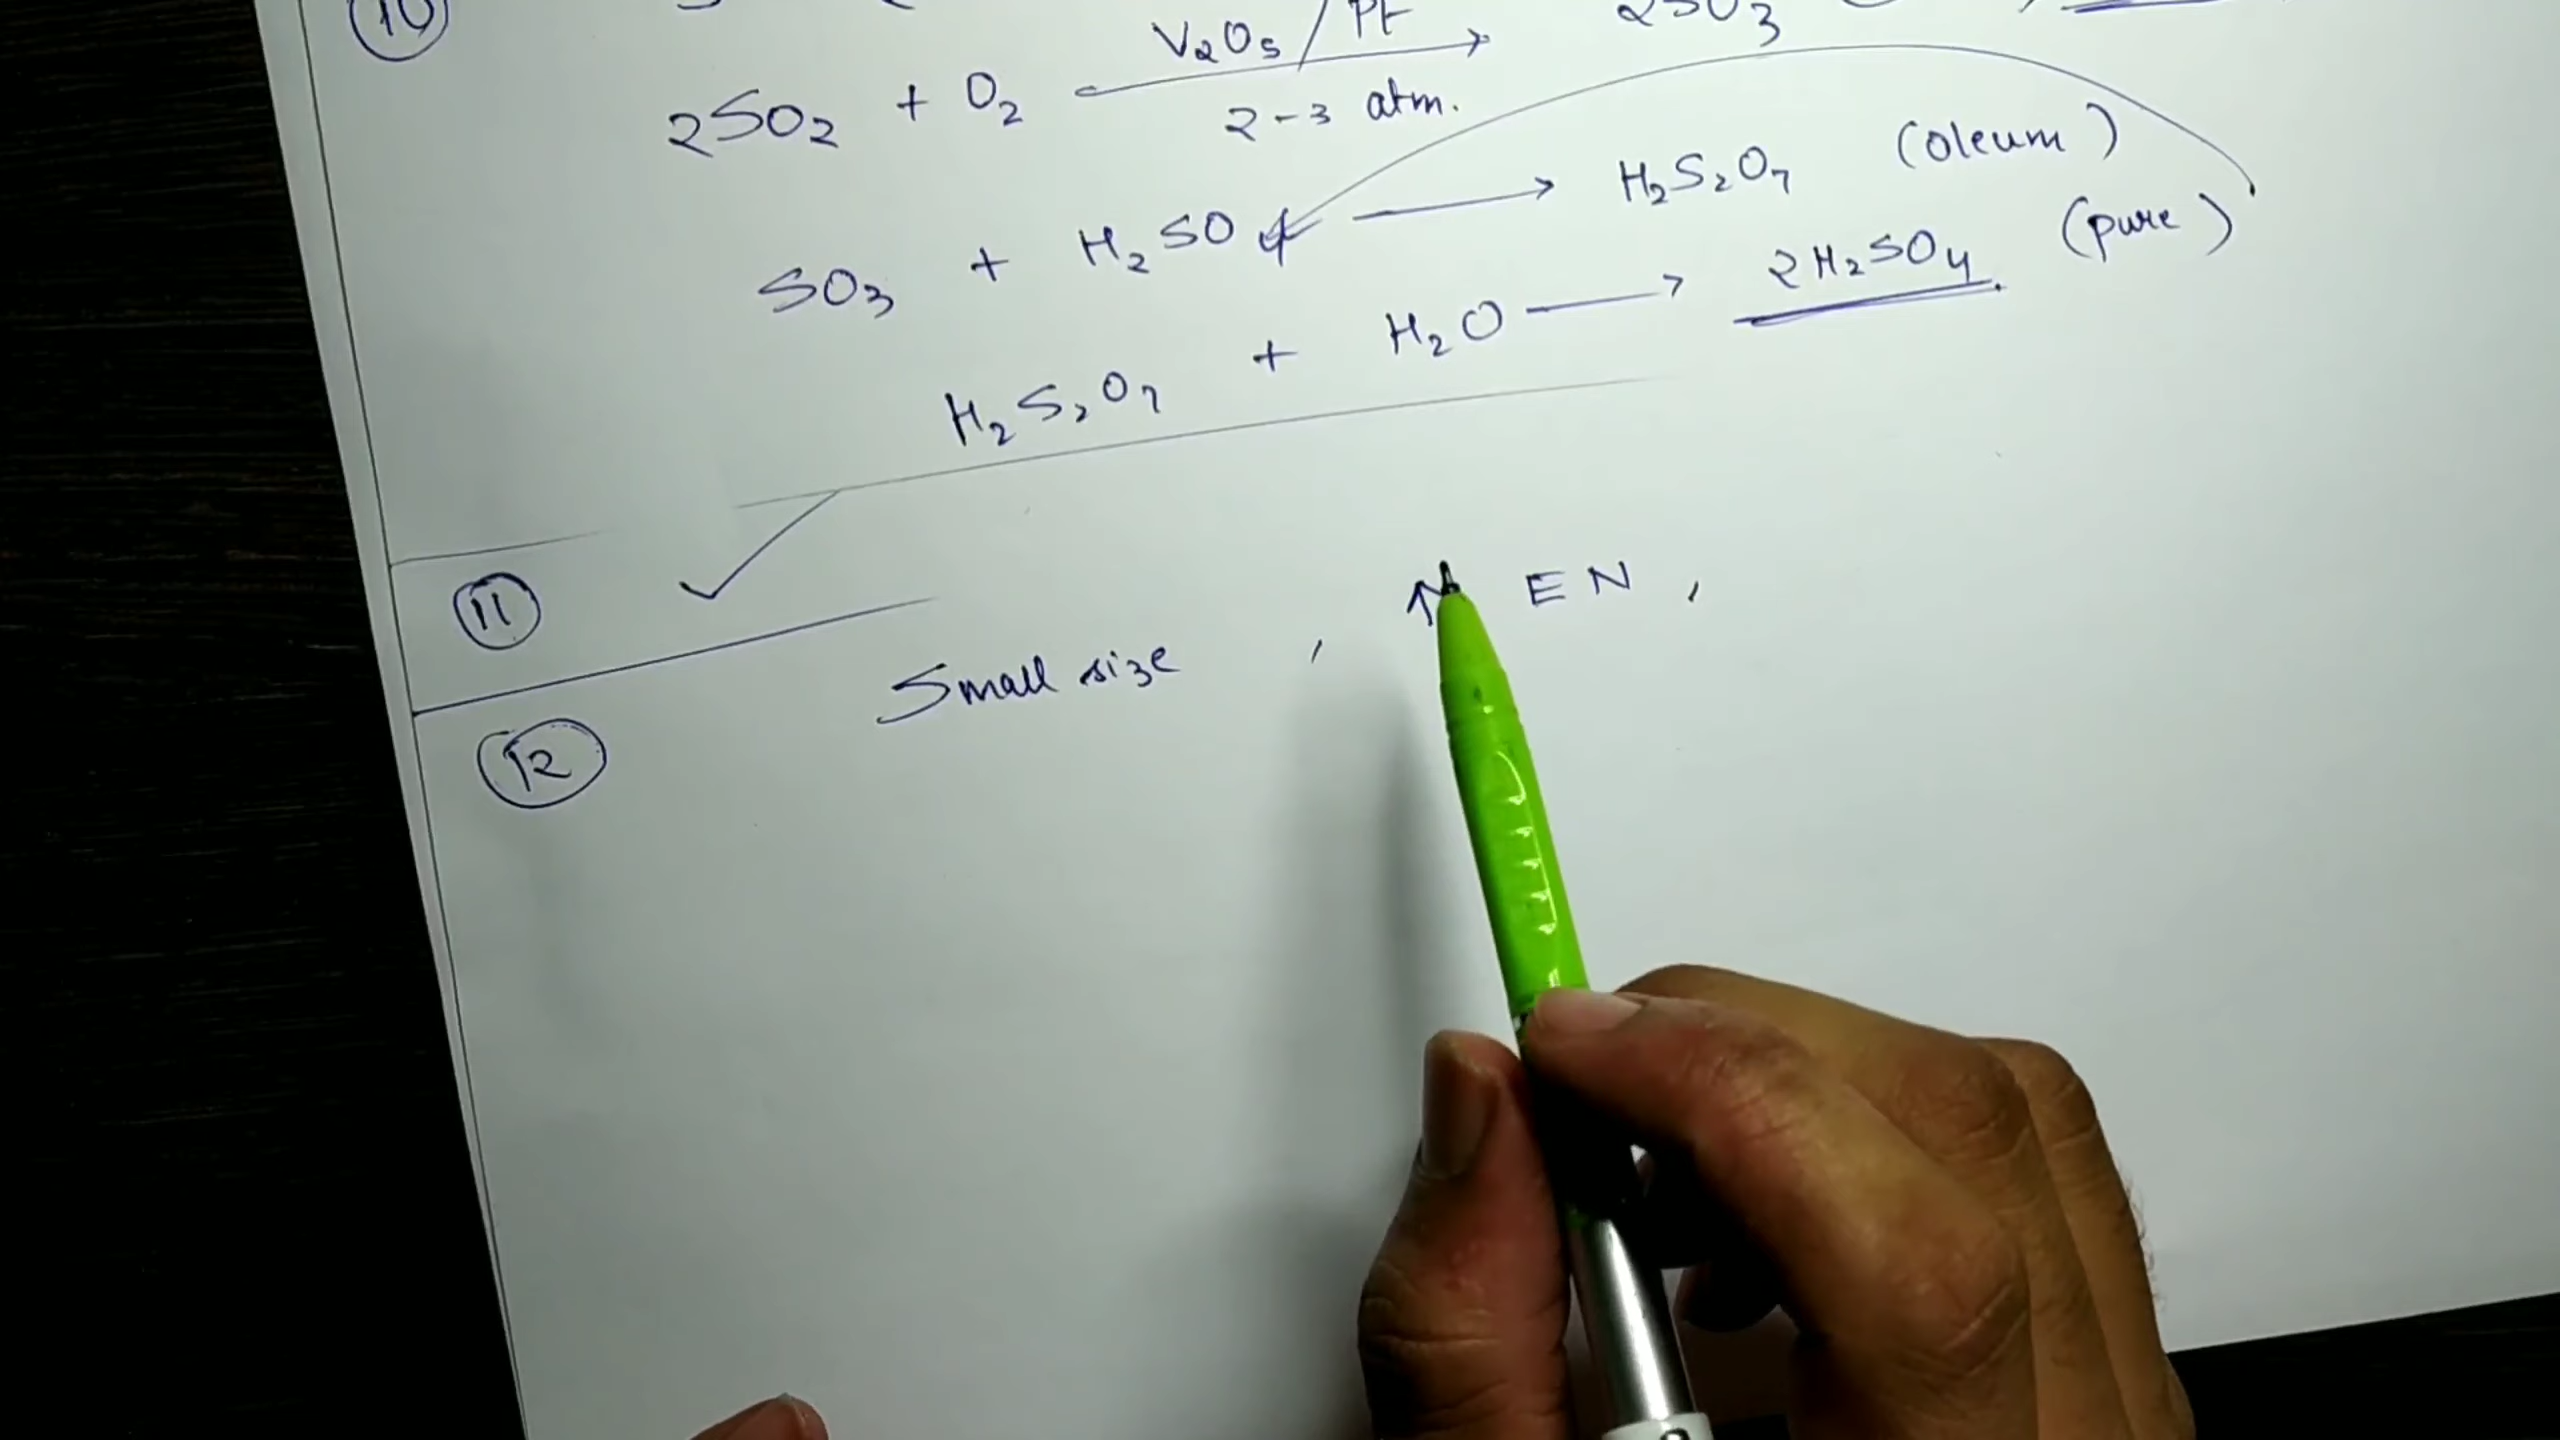 10
2SO₂ + O₂ V₂O₅/Pt 2SO₃
2-3 atm.
SO₃ + H₂SO₄ → H₂S₂O₇ (Oleum)
H₂S₂O₇ + H₂O → 2H₂SO₄. (pure)
11
12 Small size , ↑ EN ,